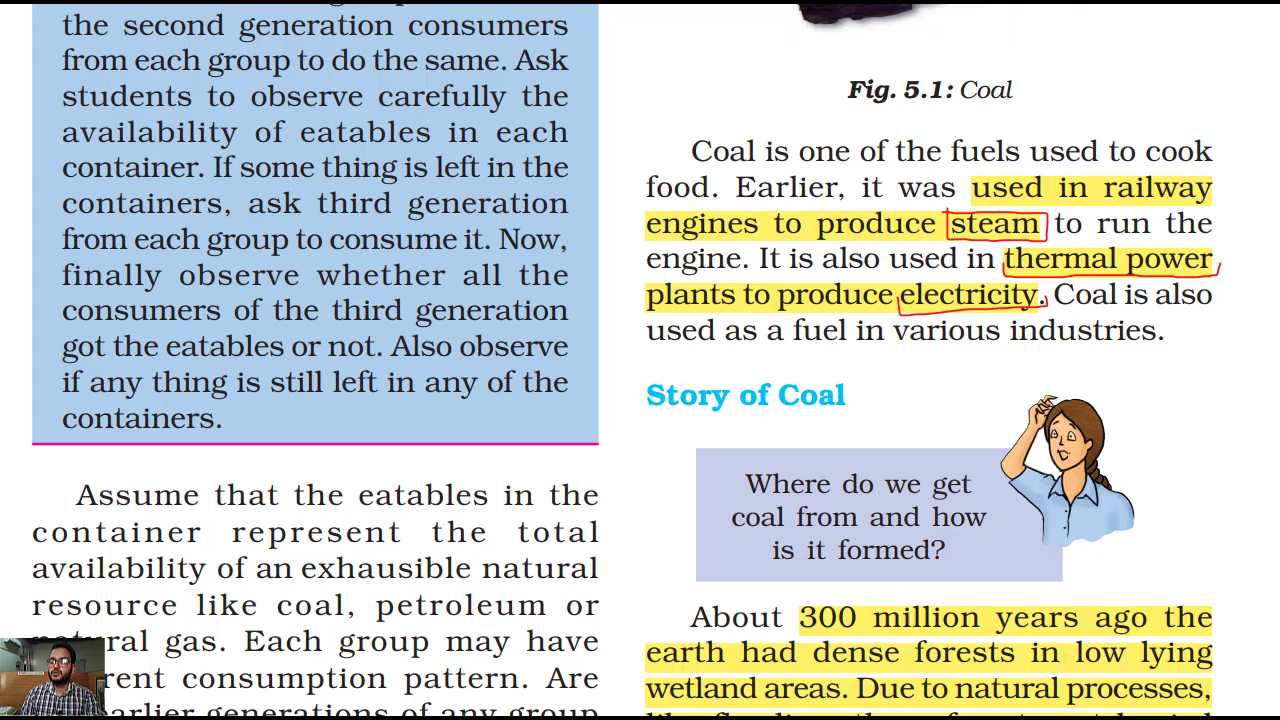 the second generation consumers
from each group to do the same. Ask
students to observe carefully the
availability of eatables in each
container. If some thing is left in the
containers, ask third generation
from each group to consume it. Now,
finally observe whether all the
consumers of the third generation
got the eatables or not. Also observe
if any thing is still left in any of the
containers.
Assume that the eatables in the
container represent the total
availability of an exhausible natural
resource like coal, petroleum or
gas. Each group may have
consumption pattern. Are
earlier generations of any group
Fig. 5.1: Coal
Coal is one of the fuels used to cook
food. Earlier, it was used in railway
engines to produce steam to run the
engine. It is also used in thermal power
plants to produce electricity. Coal is also
used as a fuel in various industries.
Story of Coal
Where do we get
coal from and how
is it formed?
About 300 million years ago the
earth had dense forests in low lying
wetland areas. Due to natural processes,